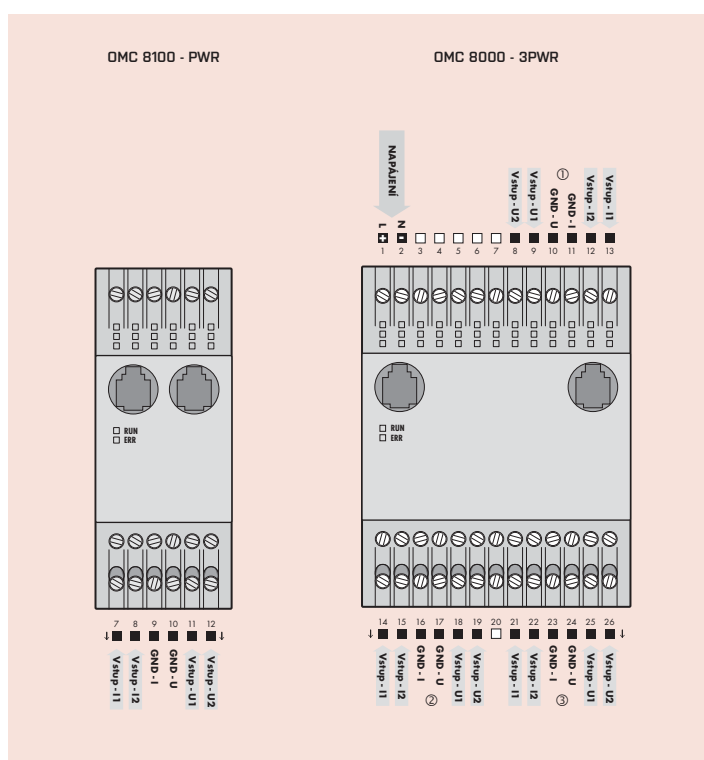 OMC 8100 - PWR
OMC 8000 - 3PWR
NAPÁJENÍ
L
N
Vstup - U2
Vstup - U1
①
GND - U
GND - I
Vstup - I2
Vstup - I1
+ -
1 2 3 4 5 6 7 8 9 10 11 12 13
RUN
ERR
RUN
ERR
7 8 9 10 11 12
↓ ↓
Vstup - I1
Vstup - I2
GND - I
GND - U
Vstup - U1
Vstup - U2
14 15 16 17 18 19 20 21 22 23 24 25 26
↓ ↓
Vstup - I1
Vstup - I2
GND - I
GND - U
②
Vstup - U1
Vstup - U2
Vstup - I1
Vstup - I2
GND - I
GND - U
③
Vstup - U1
Vstup - U2